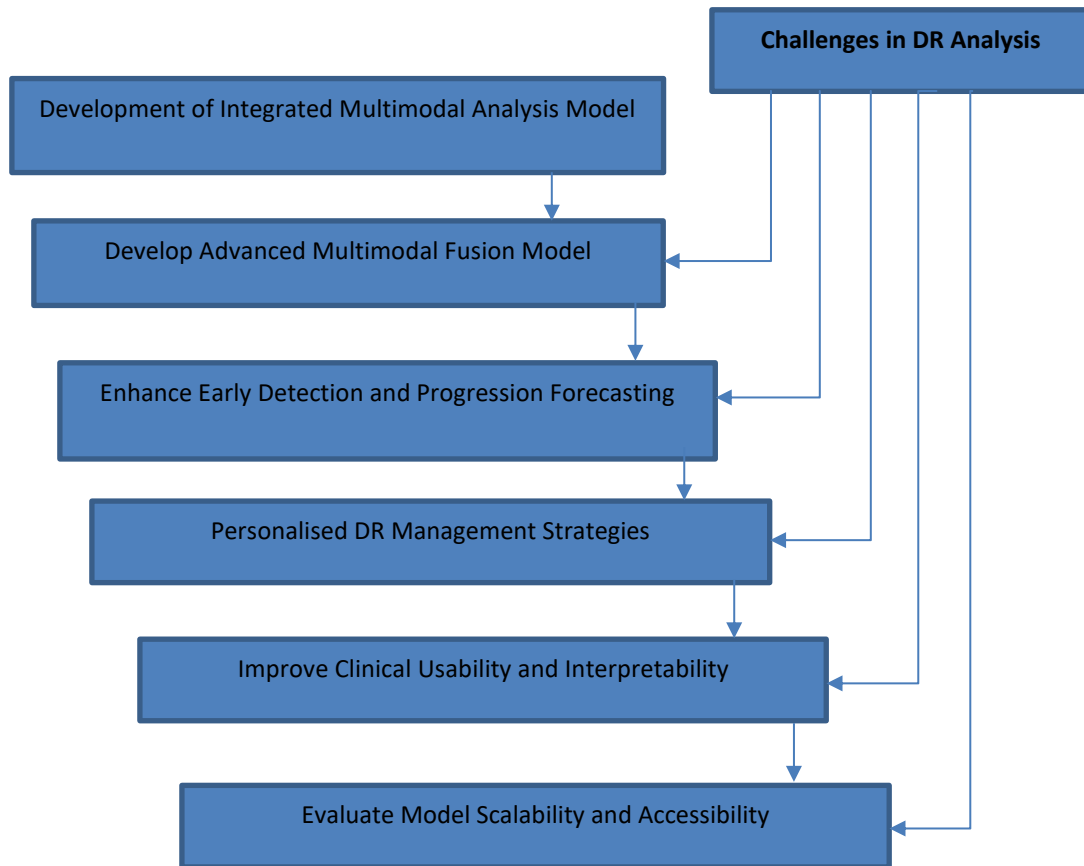 Challenges in DR Analysis
Development of Integrated Multimodal Analysis Model
Develop Advanced Multimodal Fusion Model
Enhance Early Detection and Progression Forecasting
Personalised DR Management Strategies
Improve Clinical Usability and Interpretability
Evaluate Model Scalability and Accessibility